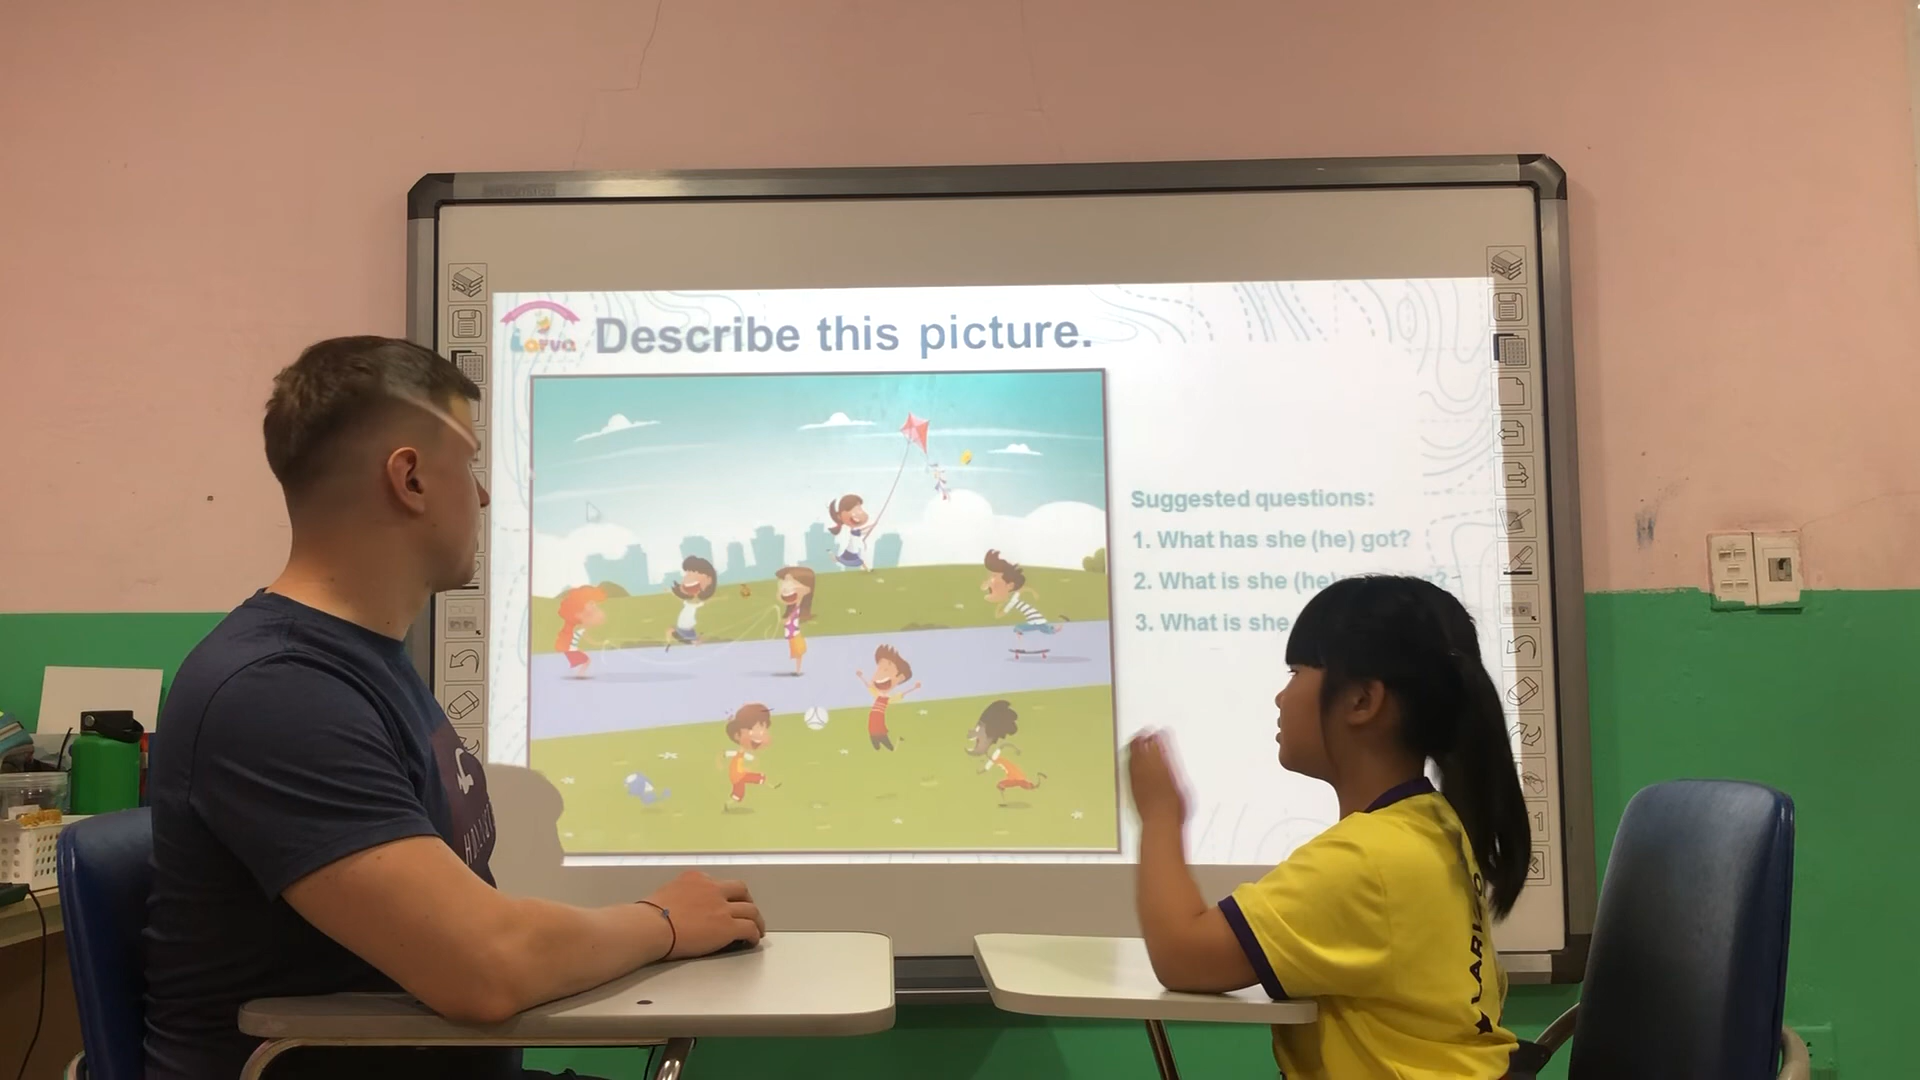 Larva
Describe this picture.
Suggested questions:
1. What has she (he) got?
2. What is she (he)
3. What is she
★ LAR